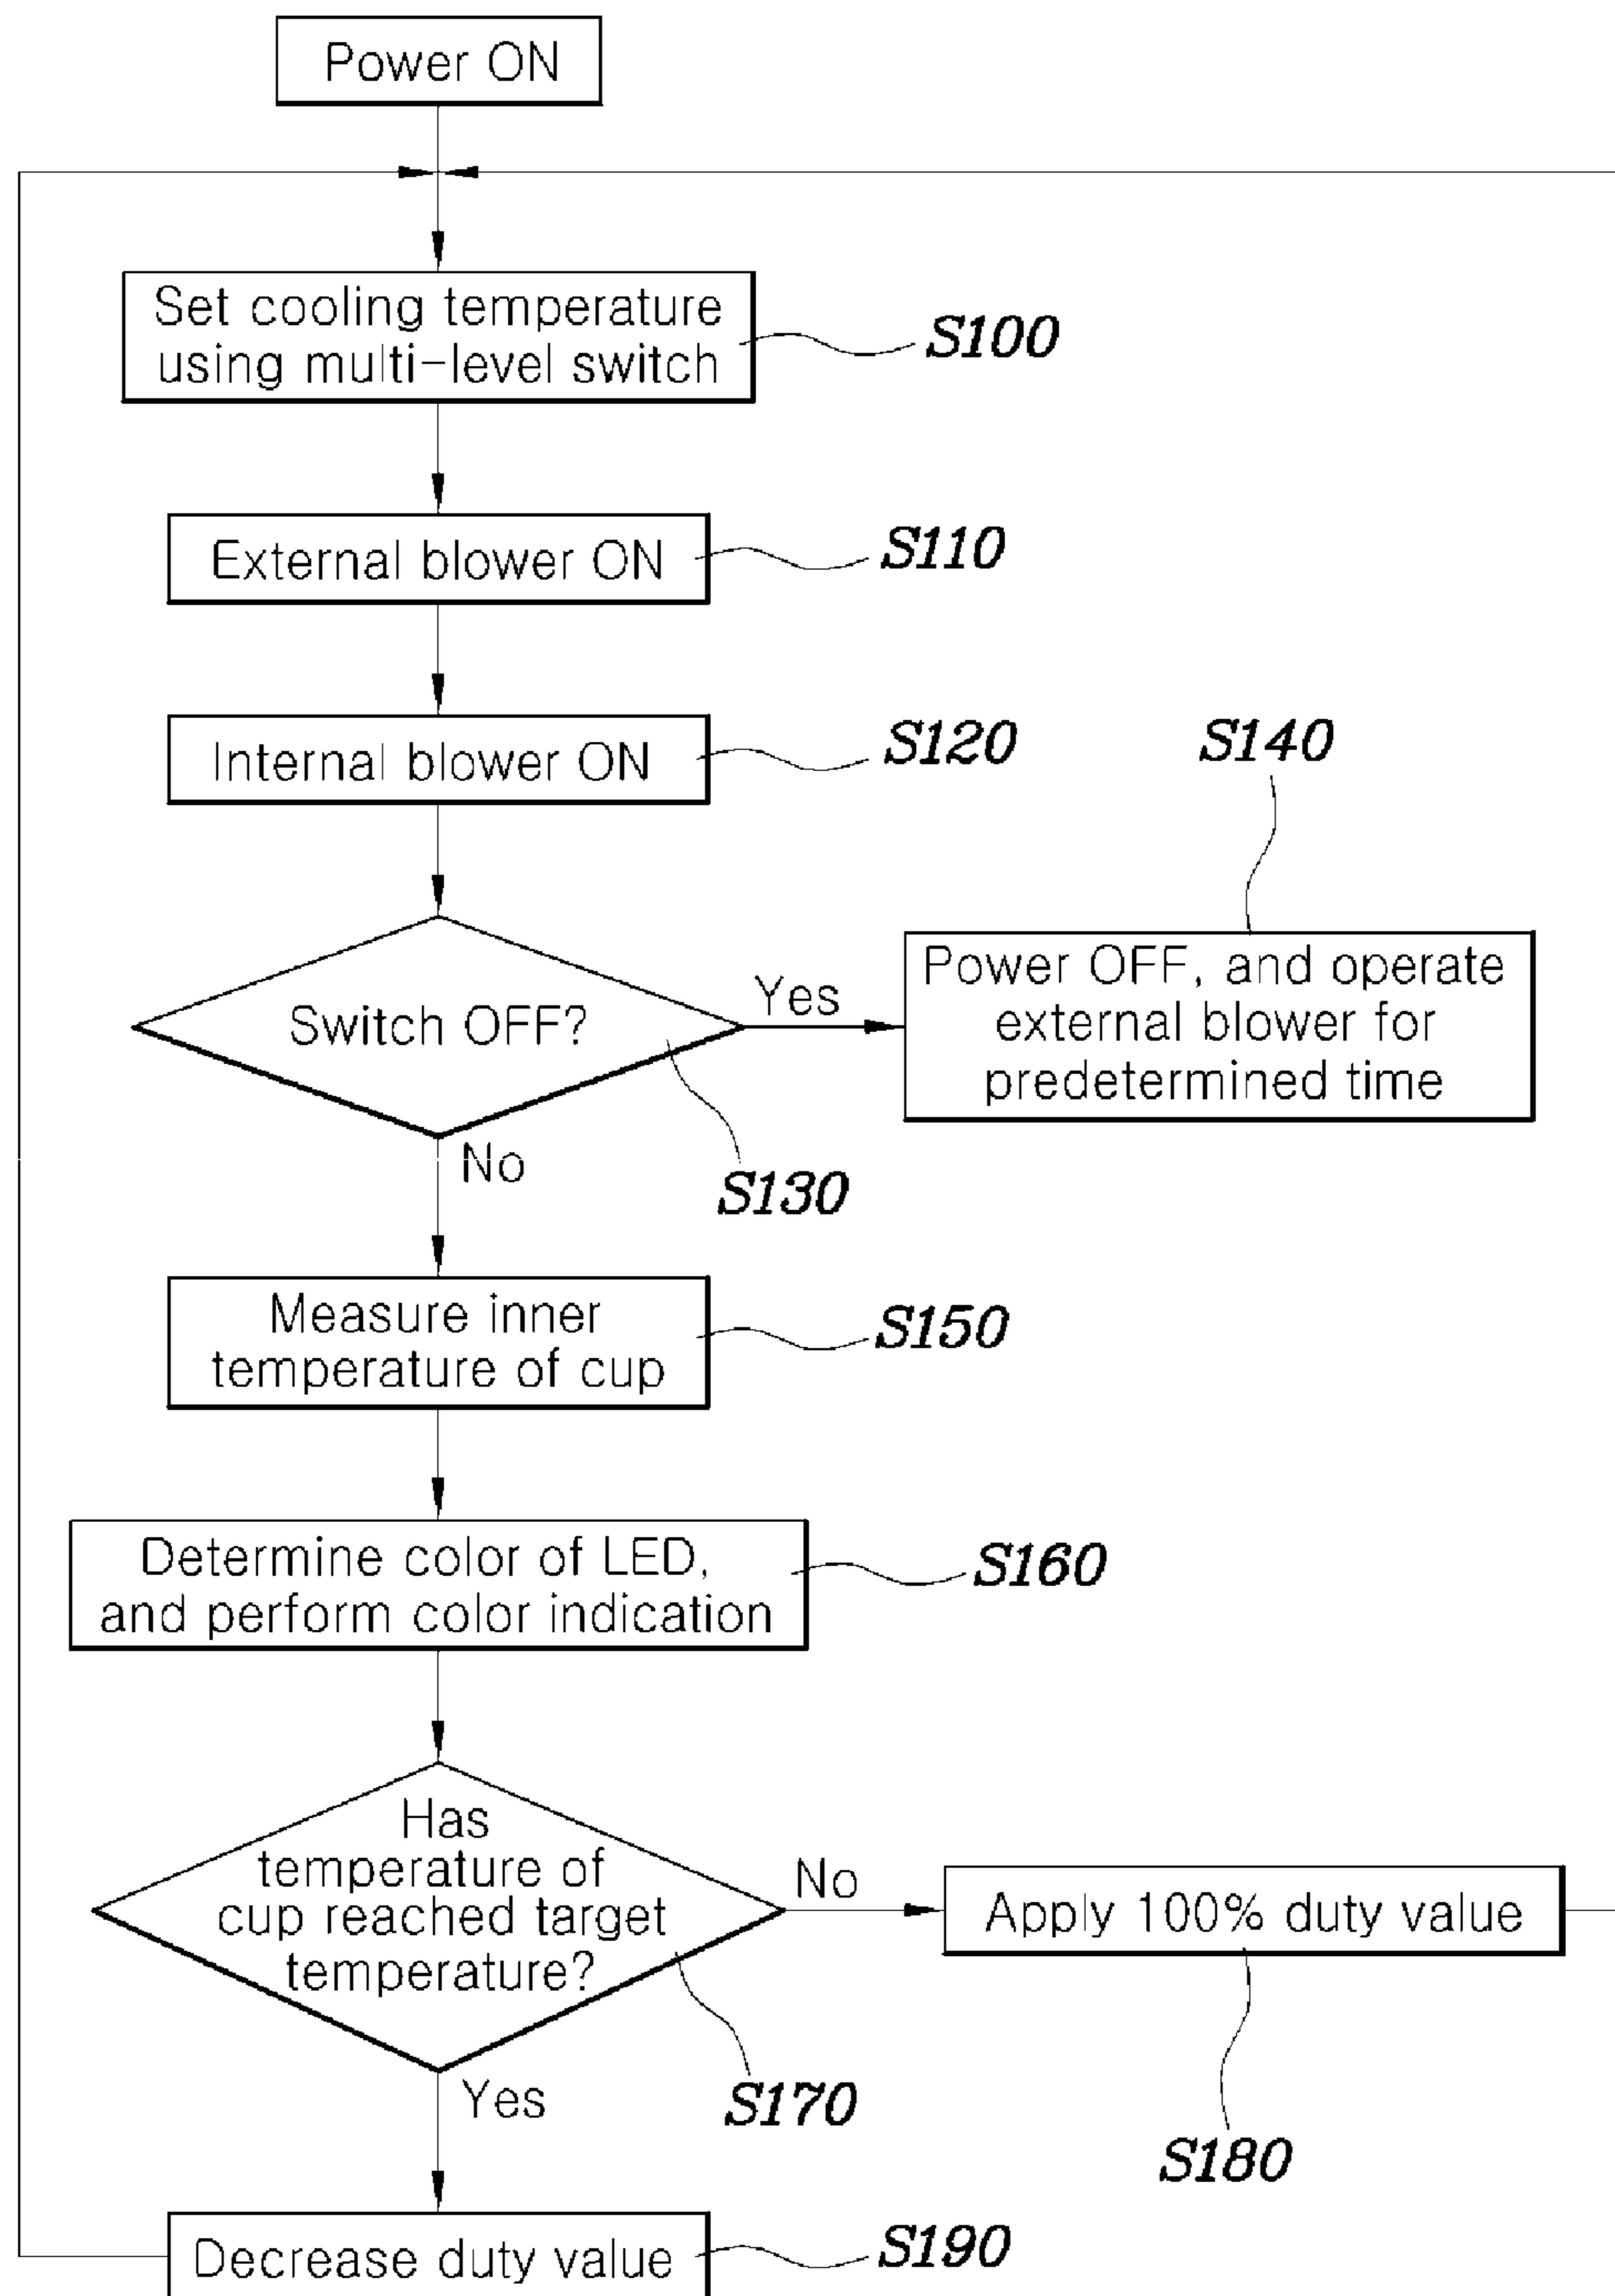 Power ON
Set cooling temperature
using multi-level switch
S100
External blower ON
S110
Internal blower ON
S120
S140
Switch OFF?
Yes
Power OFF, and operate
external blower for
predetermined time
No
S130
Measure inner
temperature of cup
S150
Determine color of LED,
and perform color indication
S160
Has
temperature of
cup reached target
temperature?
No
Apply 100% duty value
Yes
S170
S180
Decrease duty value
S190